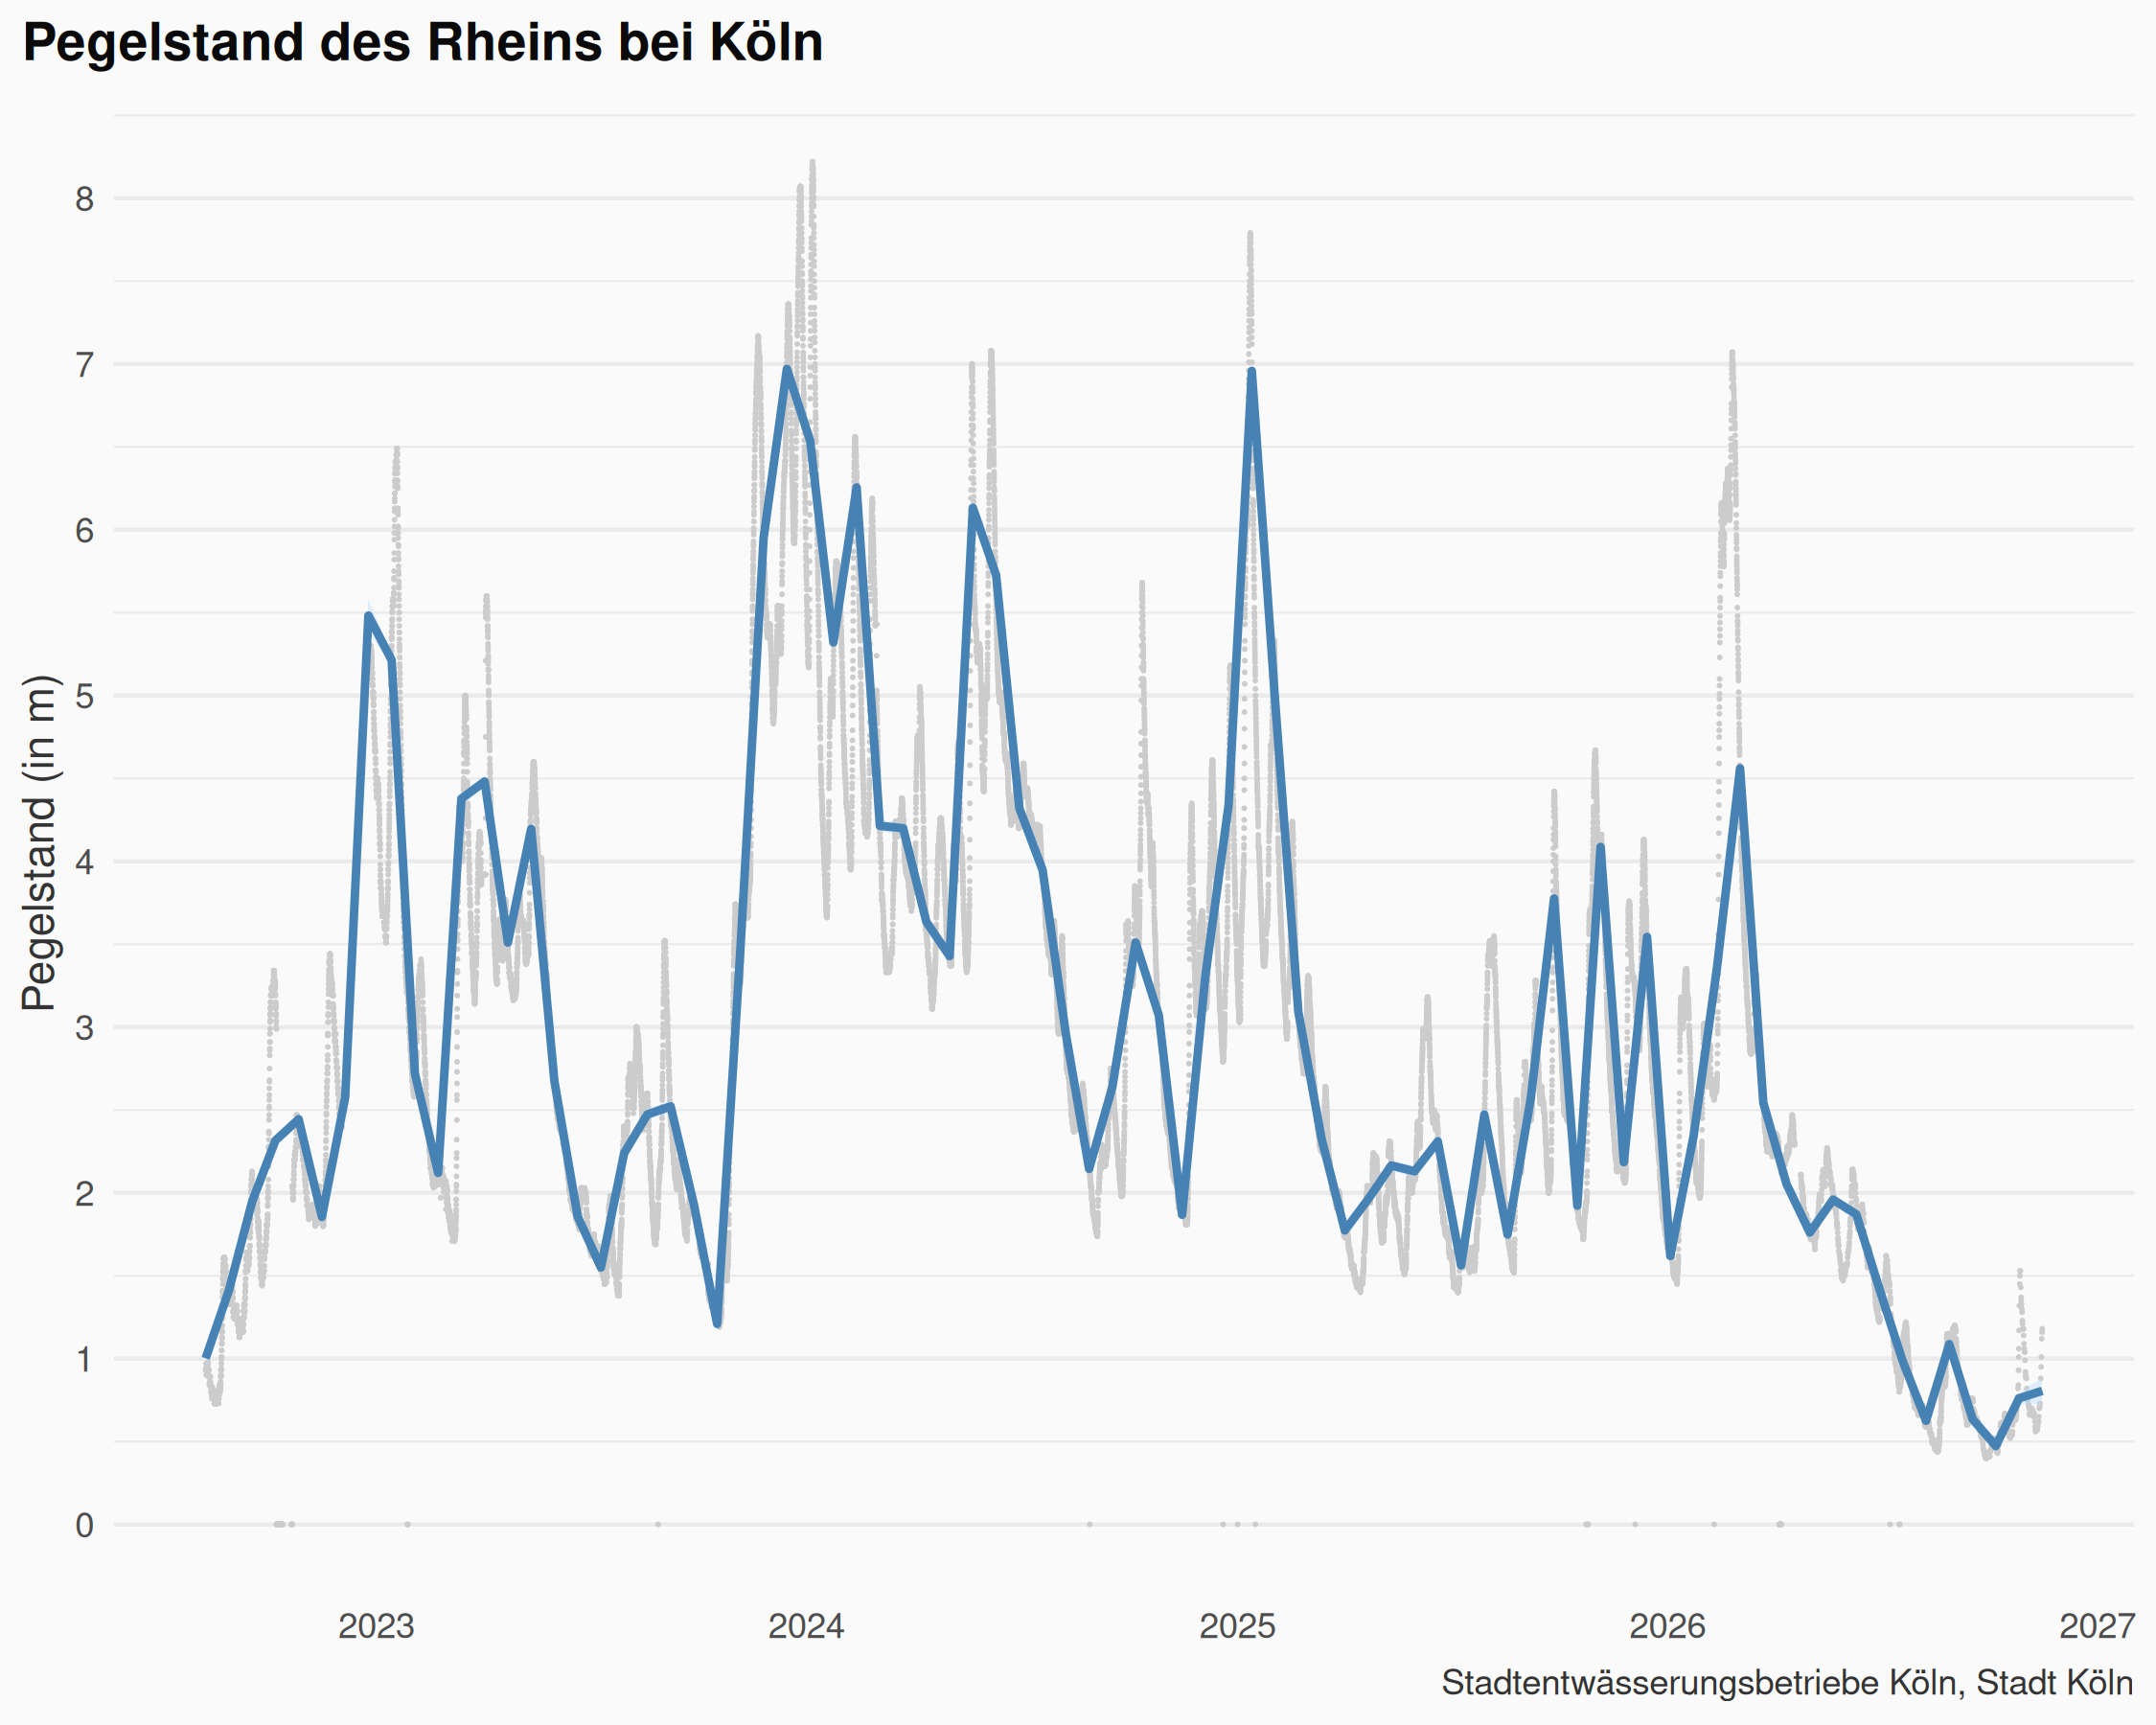 Pegelstand des Rheins bei Köln
Pegelstand (in m)
8
7
6
5
4
3
2
1
0
2023 2024 2025 2026 2027
Stadtentwässerungsbetriebe Köln, Stadt Köln